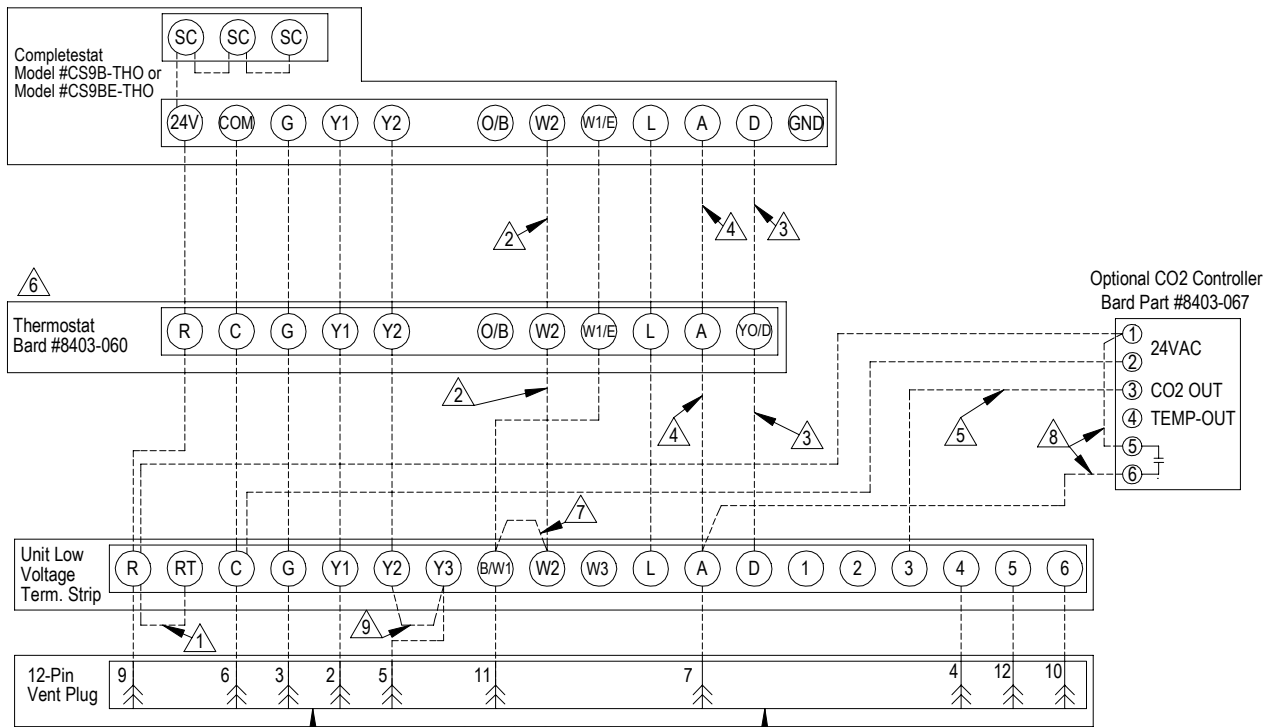 SC SC SC
Completestat
Model #CS9B-THO or
Model #CS9BE-THO
24V COM G Y1 Y2 O/B W2 W1/E L A D GND
2 4 3
6
Optional CO2 Controller
Bard Part #8403-067
Thermostat
Bard #8403-060
R C G Y1 Y2 O/B W2 W1/E L A YO/D
1 24VAC
2
3 CO2 OUT
4 TEMP-OUT
5
6
2 4 3 5 8
7
Unit Low
Voltage
Term. Strip
R RT C G Y1 Y2 Y3 B/W1 W2 W3 L A D 1 2 3 4 5 6
1 9
12-Pin
Vent Plug
9 6 3 2 5 11 7 4 12 10